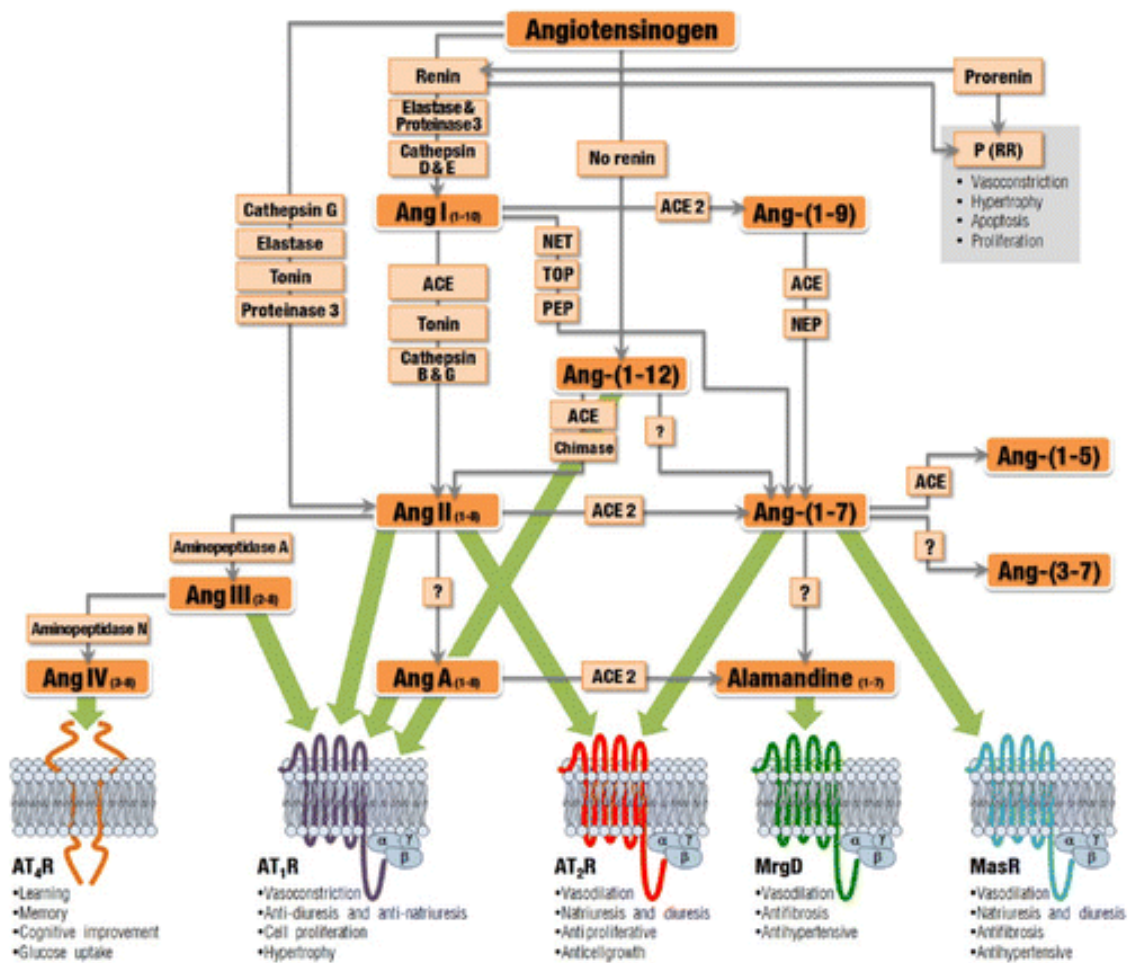 Angiotensinogen
Renin
Prorenin
Elastase &
Proteinase3
Cathepsin
D & E
No renin
P (RR)
• Vasoconstriction
• Hypertrophy
• Apoptosis
• Proliferation
Cathepsin G
Elastase
Tonin
Proteinase 3
Ang I (1-10)
ACE 2
Ang-(1-9)
NET
TOP
PEP
ACE
Tonin
Cathepsin
B & G
ACE
NEP
Ang-(1-12)
ACE
Chimase
?
Ang-(1-5)
ACE
Ang II (1-8)
ACE 2
Ang-(1-7)
?
Ang-(3-7)
Aminopeptidase A
Ang III (2-8)
?
?
Aminopeptidase N
Ang IV (3-8)
Ang A (1-8)
ACE 2
Alamandine (1-7)
α γ
β
α γ
β
α γ
β
α γ
β
AT4R
•Learning
•Memory
•Cognitive improvement
•Glucose uptake
AT1R
•Vasoconstriction
•Anti-diuresis and anti-natriuresis
•Cell proliferation
•Hypertrophy
AT2R
•Vasodilation
•Natriuresis and diuresis
•Anti proliferative
•Anticellgrowth
MrgD
•Vasodilation
•Antifibrosis
•Antihypertensive
MasR
•Vasodilation
•Natriuresis and diuresis
•Antifibrosis
•Antihypertensive